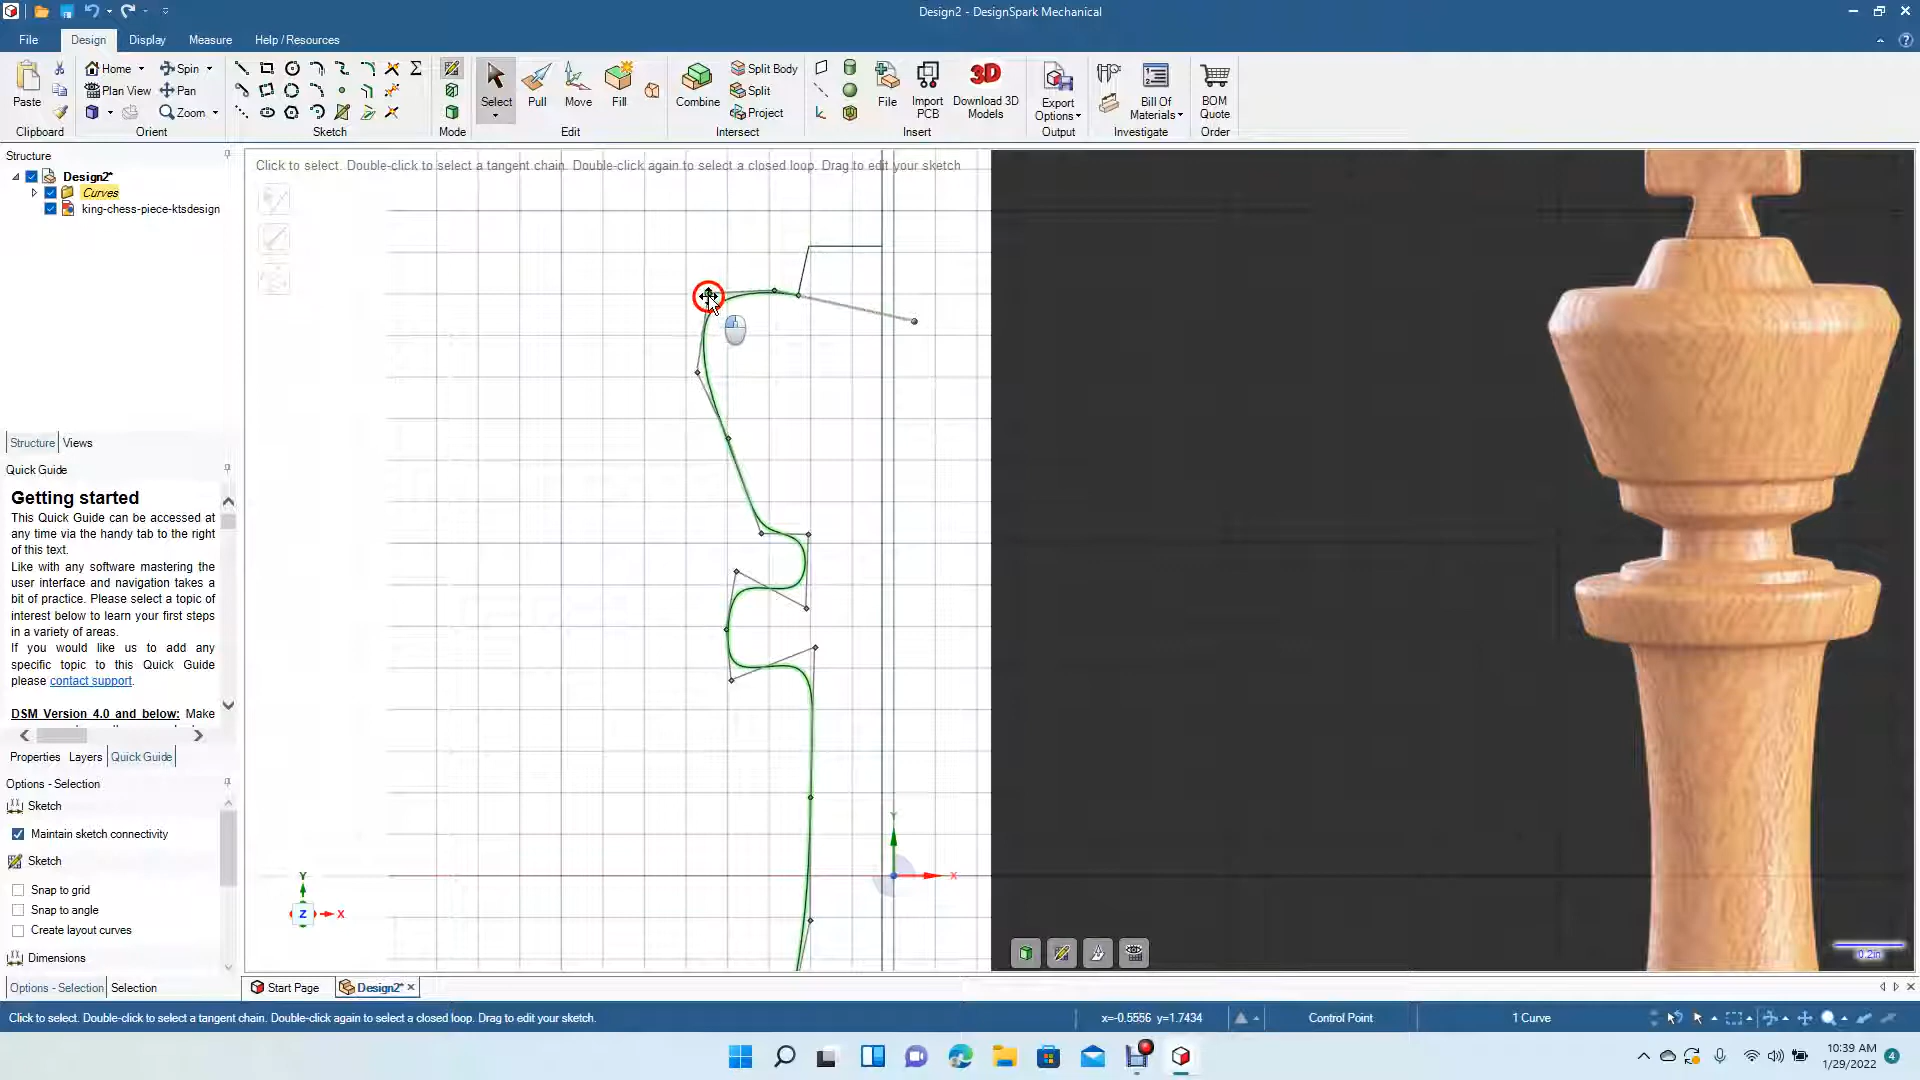 Design2 - DesignSpark Mechanical
File Design Display Measure Help / Resources
Paste Home Spin Plan View Pan Zoom
Select Pull Move Fill Combine Split Body Split Project
File Import PCB Download 3D Models Export Options Bill Of Materials BOM Quote
3D
Clipboard Orient Sketch Mode Edit Intersect Insert Output Investigate Order
Structure
Design2*
Curves
king-chess-piece-ktsdesign
Structure Views
Quick Guide
Getting started
This Quick Guide can be accessed at
any time via the handy tab to the right
of this text.
Like with any software mastering the
user interface and navigation takes a
bit of practice. Please select a topic of
interest below to learn your first steps
in a variety of areas.
If you would like us to add any
specific topic to this Quick Guide
please contact support.
DSM Version 4.0 and below: Make
Properties Layers Quick Guide
Options - Selection
Sketch
Maintain sketch connectivity
Sketch
Snap to grid
Snap to angle
Create layout curves
Dimensions
Options - Selection Selection
Click to select. Double-click to select a tangent chain. Double-click again to select a closed loop. Drag to edit your sketch.
Y
X
Y
Z X
0.2in
Start Page Design2*
Click to select. Double-click to select a tangent chain. Double-click again to select a closed loop. Drag to edit your sketch.
x=-0.5556 y=1.7434
Control Point
1 Curve
10:39 AM
1/29/2022
4